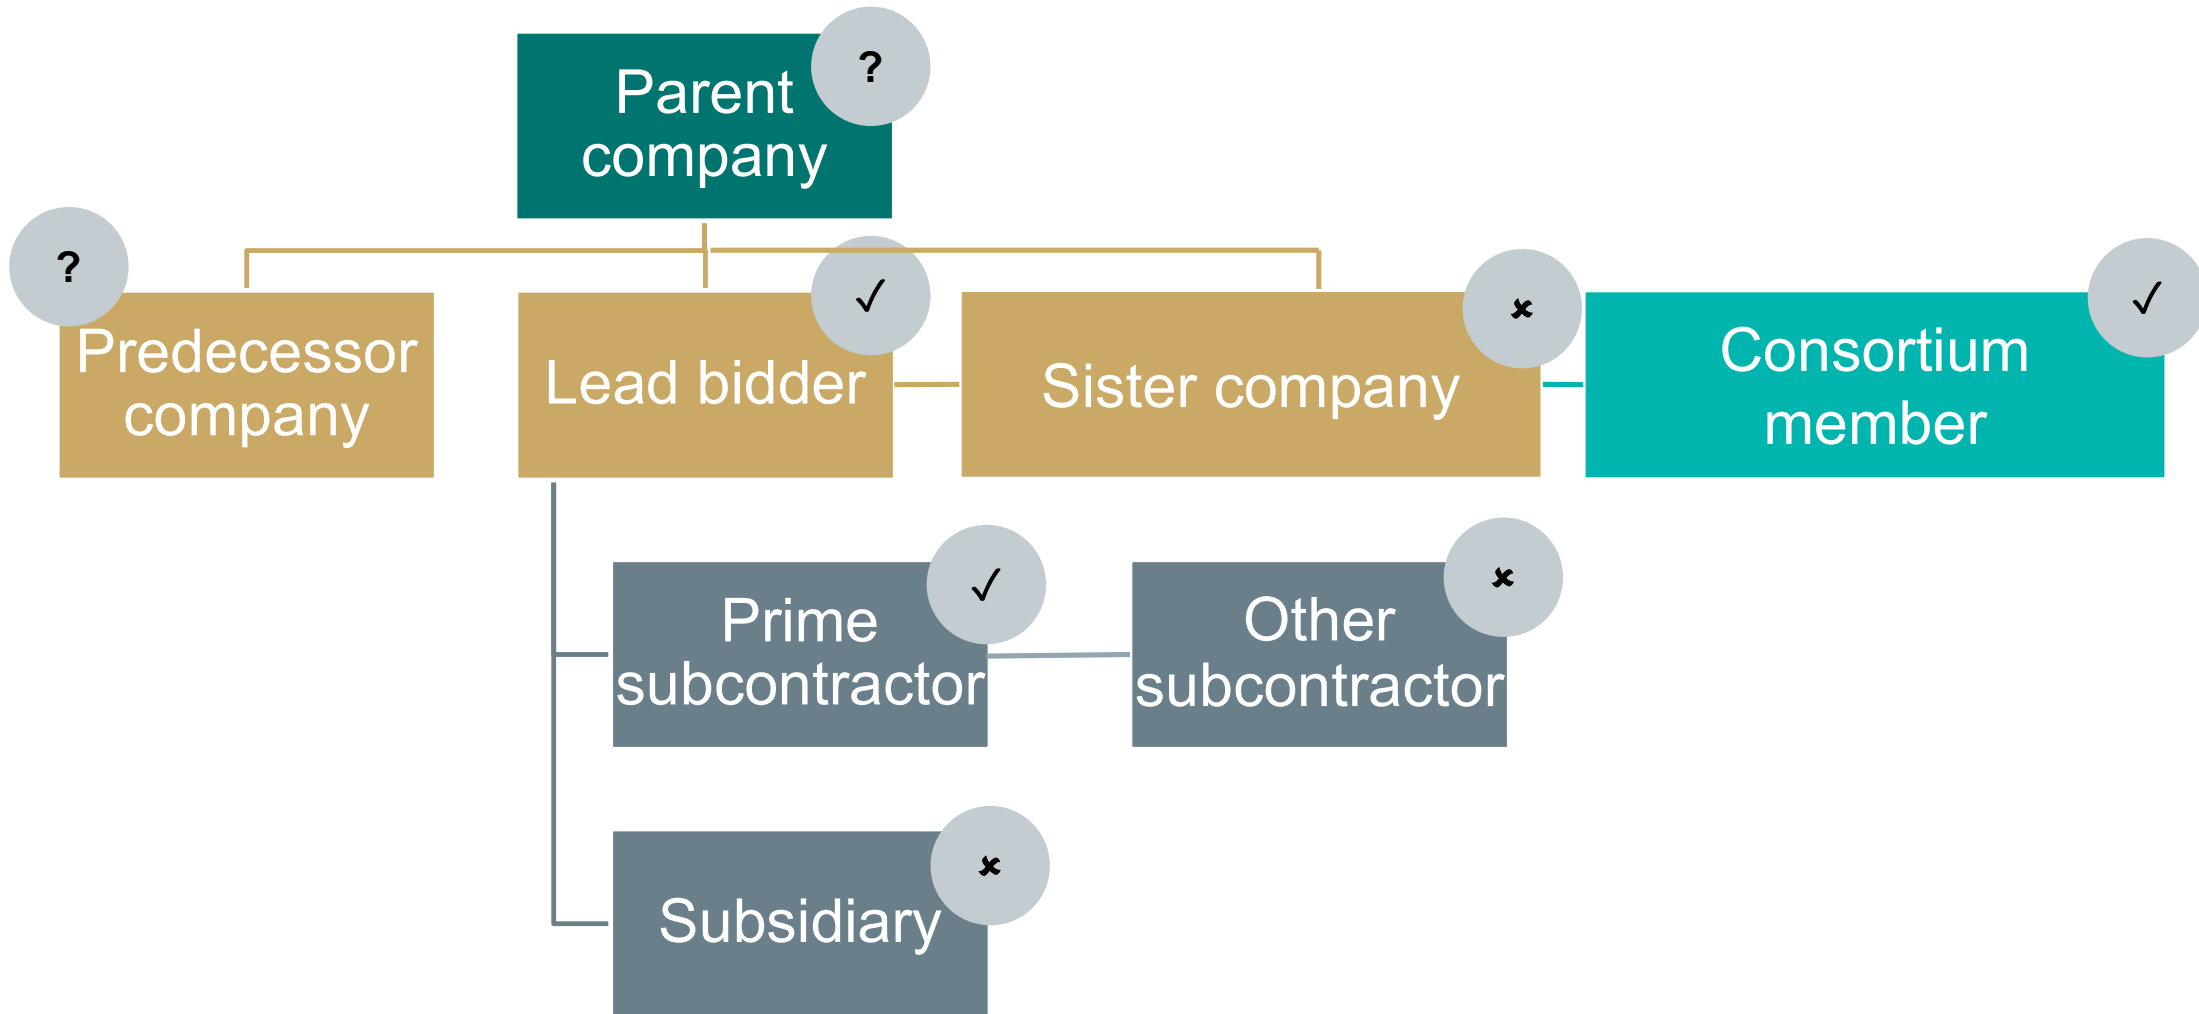 ?
Parent
company
?
Predecessor
company
✓
Lead bidder
✘
Sister company
✓
Consortium
member
✓
Prime
subcontractor
✘
Other
subcontractor
✘
Subsidiary